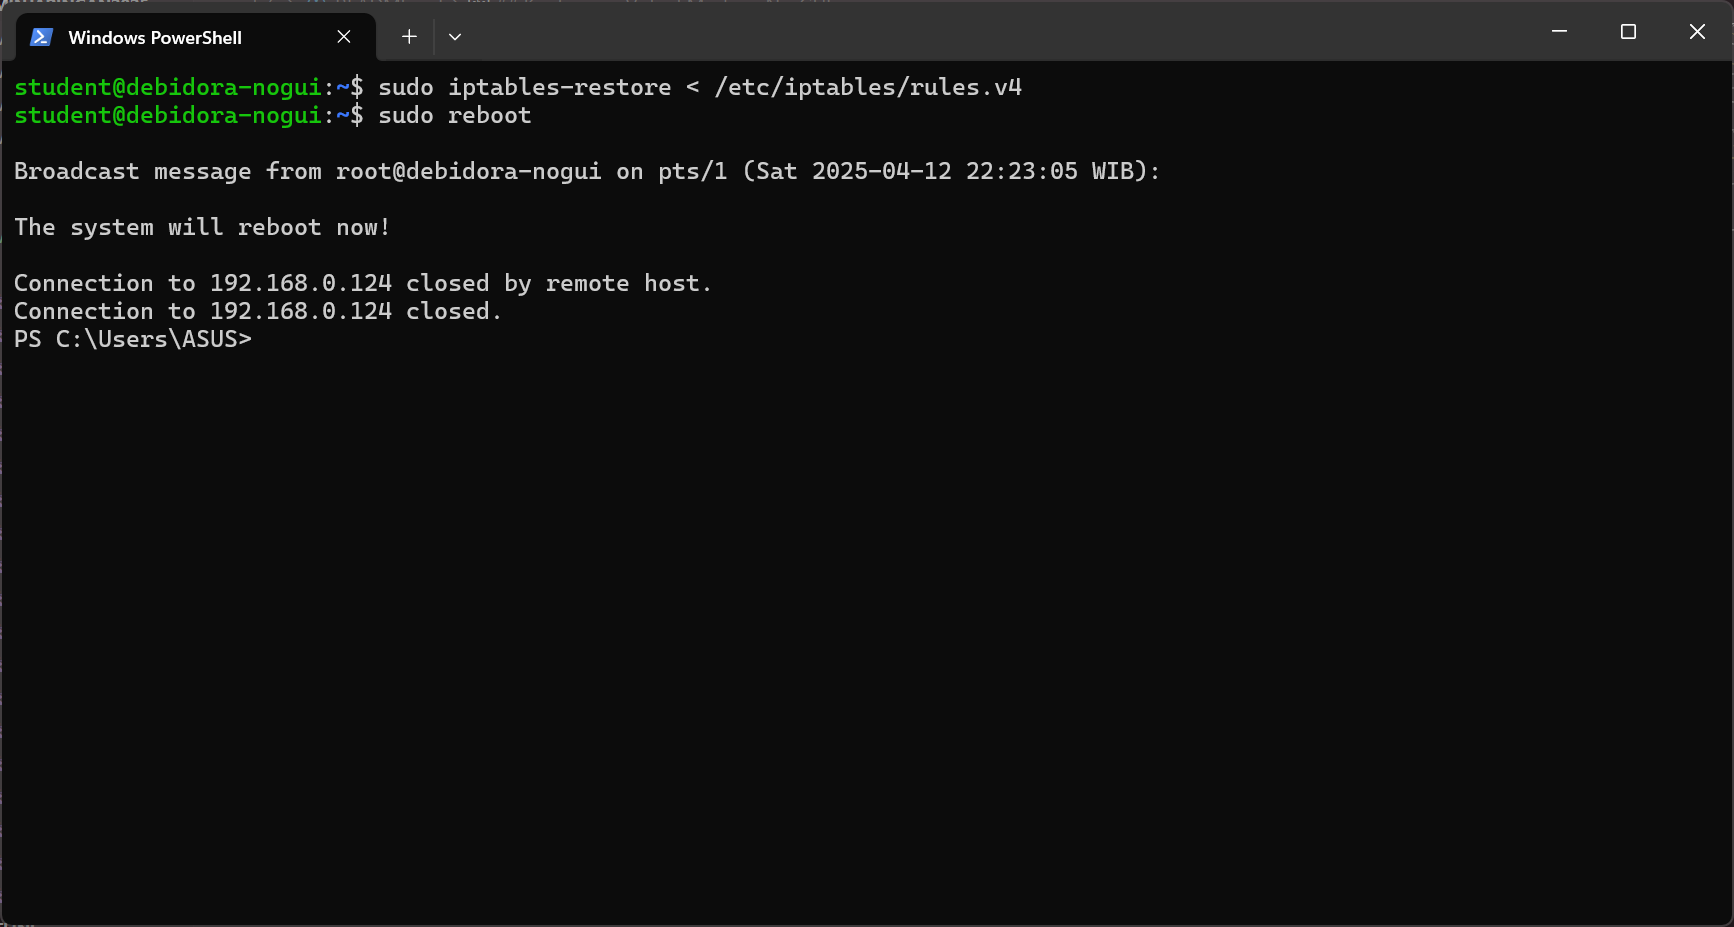 Windows PowerShell
student@debidora-nogui:~$ sudo iptables-restore < /etc/iptables/rules.v4
student@debidora-nogui:~$ sudo reboot
Broadcast message from root@debidora-nogui on pts/1 (Sat 2025-04-12 22:23:05 WIB):
The system will reboot now!
Connection to 192.168.0.124 closed by remote host.
Connection to 192.168.0.124 closed.
PS C:\Users\ASUS>